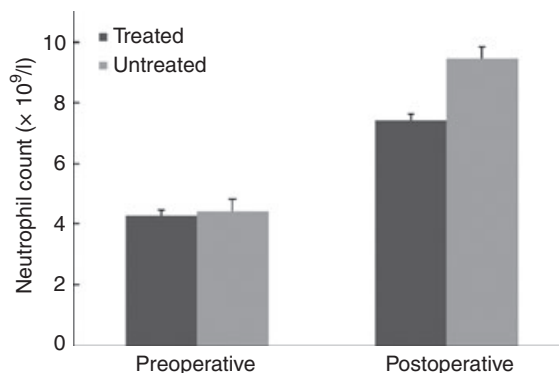 Neutrophil count (× 10⁹/l)
10
8
6
4
2
0
Treated
Untreated
Preoperative
Postoperative